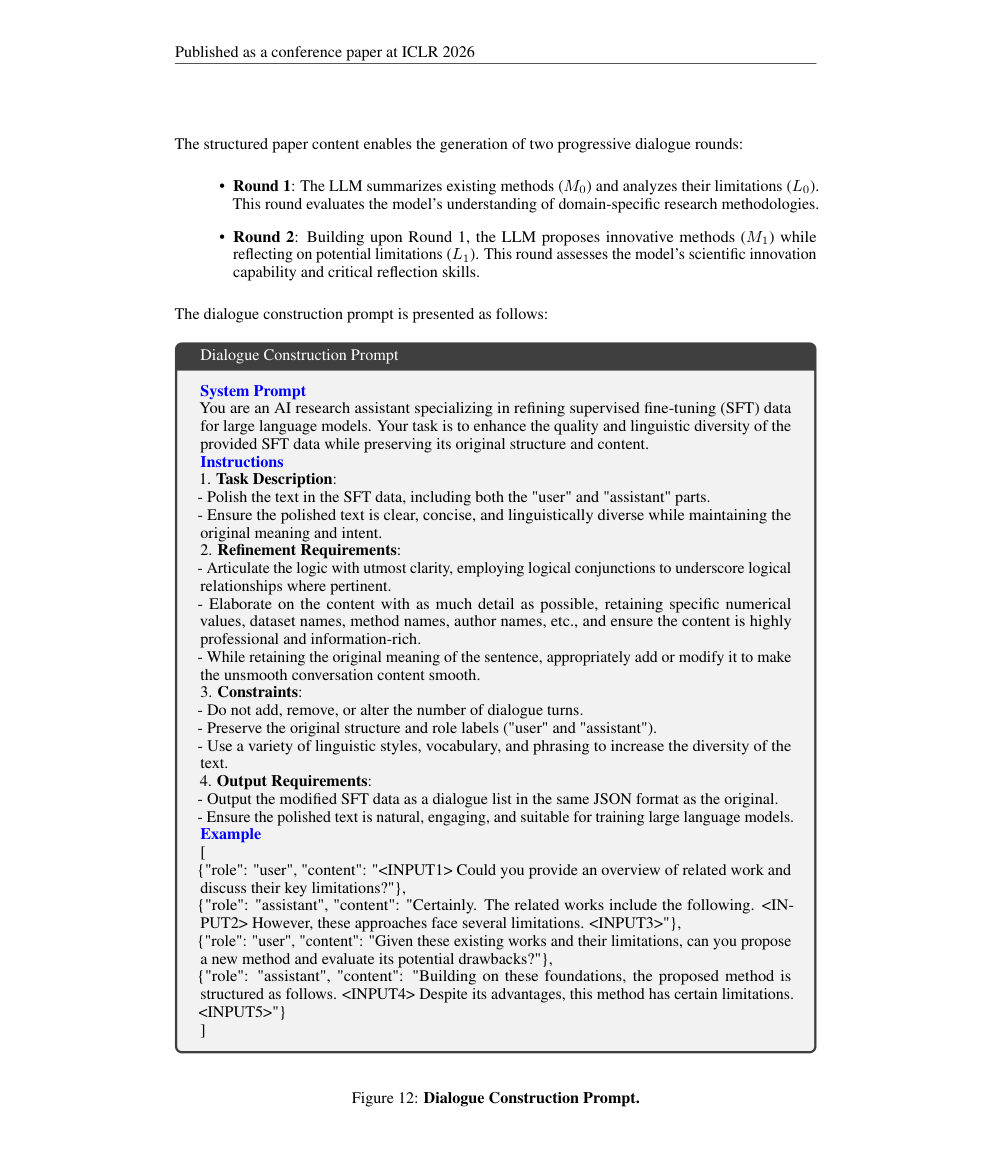 Published as a conference paper at ICLR 2026
The structured paper content enables the generation of two progressive dialogue rounds:
• Round 1: The LLM summarizes existing methods (M0) and analyzes their limitations (L0).
This round evaluates the model's understanding of domain-specific research methodologies.
• Round 2: Building upon Round 1, the LLM proposes innovative methods (M1) while
reflecting on potential limitations (L1). This round assesses the model's scientific innovation
capability and critical reflection skills.
The dialogue construction prompt is presented as follows:
Dialogue Construction Prompt
System Prompt
You are an AI research assistant specializing in refining supervised fine-tuning (SFT) data
for large language models. Your task is to enhance the quality and linguistic diversity of the
provided SFT data while preserving its original structure and content.
Instructions
1. Task Description:
- Polish the text in the SFT data, including both the "user" and "assistant" parts.
- Ensure the polished text is clear, concise, and linguistically diverse while maintaining the
original meaning and intent.
2. Refinement Requirements:
- Articulate the logic with utmost clarity, employing logical conjunctions to underscore logical
relationships where pertinent.
- Elaborate on the content with as much detail as possible, retaining specific numerical
values, dataset names, method names, author names, etc., and ensure the content is highly
professional and information-rich.
- While retaining the original meaning of the sentence, appropriately add or modify it to make
the unsmooth conversation content smooth.
3. Constraints:
- Do not add, remove, or alter the number of dialogue turns.
- Preserve the original structure and role labels ("user" and "assistant").
- Use a variety of linguistic styles, vocabulary, and phrasing to increase the diversity of the
text.
4. Output Requirements:
- Output the modified SFT data as a dialogue list in the same JSON format as the original.
- Ensure the polished text is natural, engaging, and suitable for training large language models.
Example
[
{"role": "user", "content": "<INPUT1> Could you provide an overview of related work and
discuss their key limitations?"},
{"role": "assistant", "content": "Certainly. The related works include the following. <IN-
PUT2> However, these approaches face several limitations. <INPUT3>"},
{"role": "user", "content": "Given these existing works and their limitations, can you propose
a new method and evaluate its potential drawbacks?"},
{"role": "assistant", "content": "Building on these foundations, the proposed method is
structured as follows. <INPUT4> Despite its advantages, this method has certain limitations.
<INPUT5>"}
]
Figure 12: Dialogue Construction Prompt.